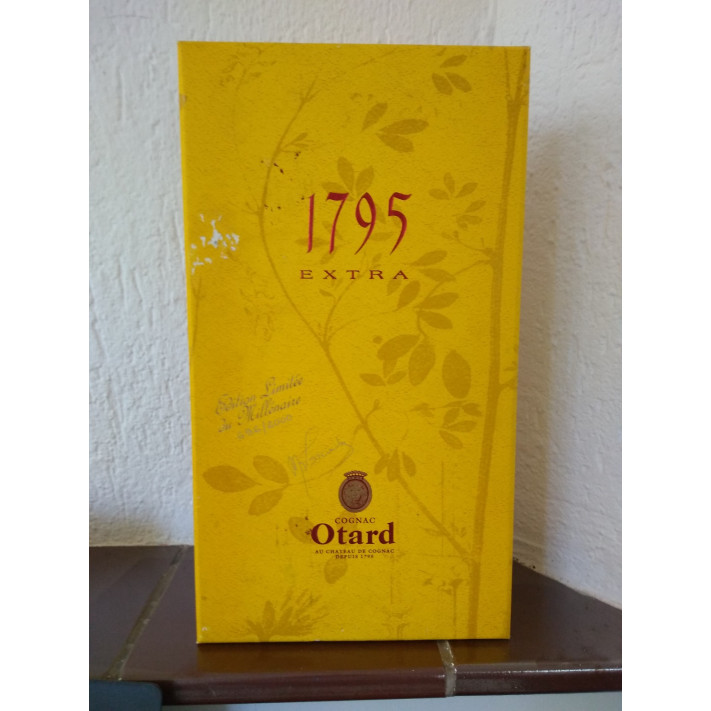 1795
EXTRA
Édition Limitée
du Millénaire
COGNAC
Otard
AU CHATEAU DE COGNAC
DEPUIS 1795